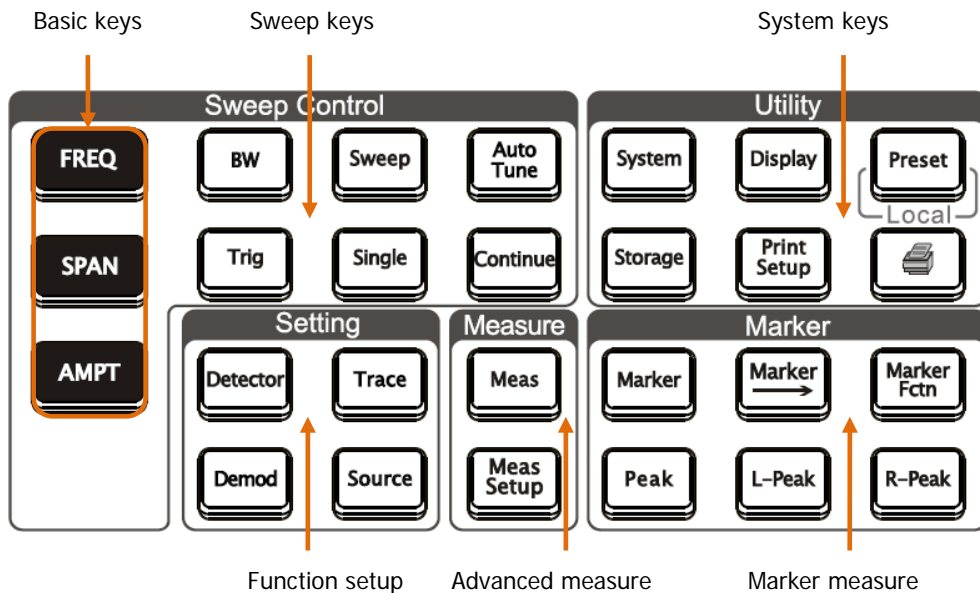 Basic keys
Sweep keys
System keys
Sweep Control
Utility
FREQ
BW
Sweep
Auto
Tune
System
Display
Preset
Local
SPAN
Trig
Single
Continue
Storage
Print
Setup
Setting
Measure
Marker
AMPT
Detector
Trace
Meas
Marker
Marker
→
Marker
Fctn
Demod
Source
Meas
Setup
Peak
L-Peak
R-Peak
Function setup
Advanced measure
Marker measure